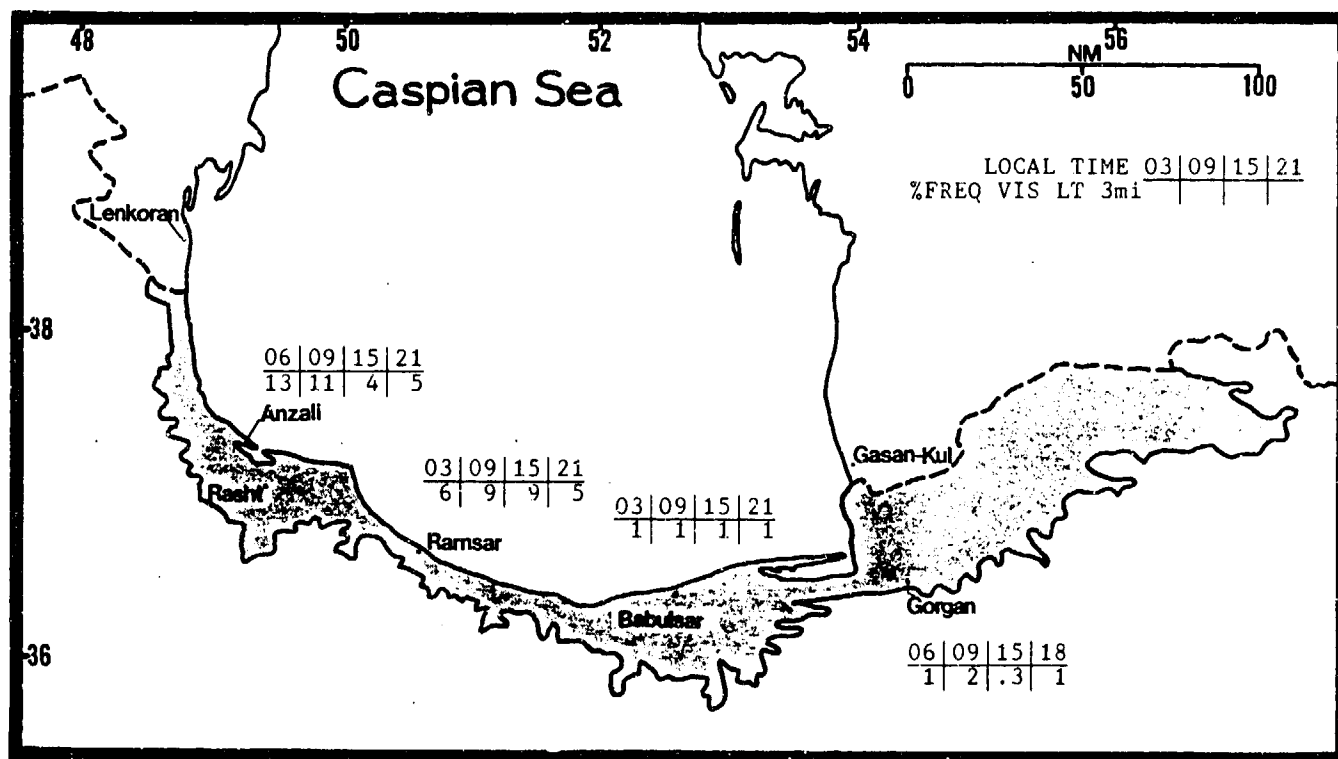 48 50 52 54 56
NM
0 50 100
Caspian Sea
LOCAL TIME 03 09 15 21
%FREQ VIS LT 3mi
Lenkoran
38
06 09 15 21
13 11 4 5
Anzali
03 09 15 21
6 9 9 5
Gasan-Kul
Rasht
03 09 15 21
1 1 1 1
Ramsar
Gorgan
Babulsar
36
06 09 15 18
1 2 .3 1